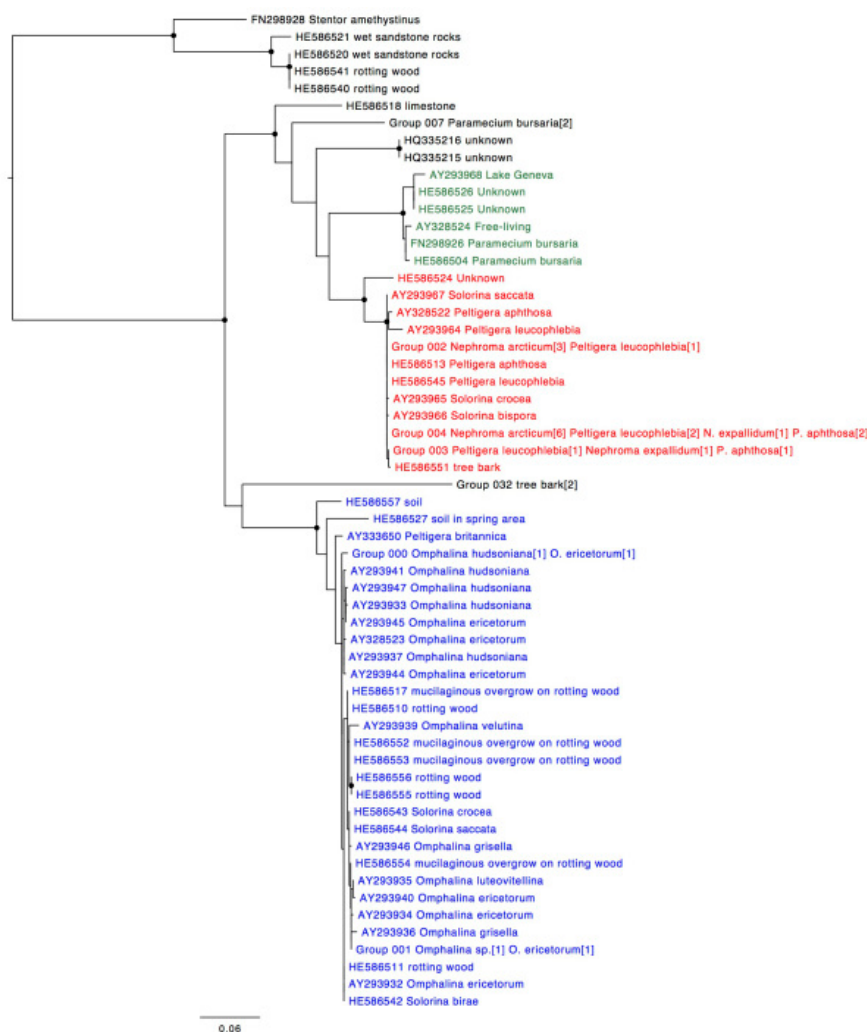 FN298928 Stentor amethystinus
HE586521 wet sandstone rocks
HE586520 wet sandstone rocks
HE586541 rotting wood
HE586540 rotting wood
HE586518 limestone
Group 007 Paramecium bursaria[2]
HQ335216 unknown
HQ335215 unknown
AY293968 Lake Geneva
HE586526 Unknown
HE586525 Unknown
AY328524 Free-living
FN298926 Paramecium bursaria
HE586504 Paramecium bursaria
HE586524 Unknown
AY293967 Solorina saccata
AY328522 Peltigera aphthosa
AY293964 Peltigera leucophlebia
Group 002 Nephroma arcticum[3] Peltigera leucophlebia[1]
HE586513 Peltigera aphthosa
HE586545 Peltigera leucophlebia
AY293965 Solorina crocea
AY293966 Solorina bispora
Group 004 Nephroma arcticum[6] Peltigera leucophlebia[2] N. expallidum[1] P. aphthosa[2]
Group 003 Peltigera leucophlebia[1] Nephroma expallidum[1] P. aphthosa[1]
HE586551 tree bark
Group 032 tree bark[2]
HE586557 soil
HE586527 soil in spring area
AY333650 Peltigera britannica
Group 000 Omphalina hudsoniana[1] O. ericetorum[1]
AY293941 Omphalina hudsoniana
AY293947 Omphalina hudsoniana
AY293933 Omphalina hudsoniana
AY293945 Omphalina ericetorum
AY328523 Omphalina ericetorum
AY293937 Omphalina hudsoniana
AY293944 Omphalina ericetorum
HE586517 mucilaginous overgrow on rotting wood
HE586510 rotting wood
AY293939 Omphalina velutina
HE586552 mucilaginous overgrow on rotting wood
HE586553 mucilaginous overgrow on rotting wood
HE586556 rotting wood
HE586555 rotting wood
HE586543 Solorina crocea
HE586544 Solorina saccata
AY293946 Omphalina grisella
HE586554 mucilaginous overgrow on rotting wood
AY293935 Omphalina luteovitellina
AY293940 Omphalina ericetorum
AY293934 Omphalina ericetorum
AY293936 Omphalina grisella
Group 001 Omphalina sp.[1] O. ericetorum[1]
HE586511 rotting wood
AY293932 Omphalina ericetorum
HE586542 Solorina birae
0.06